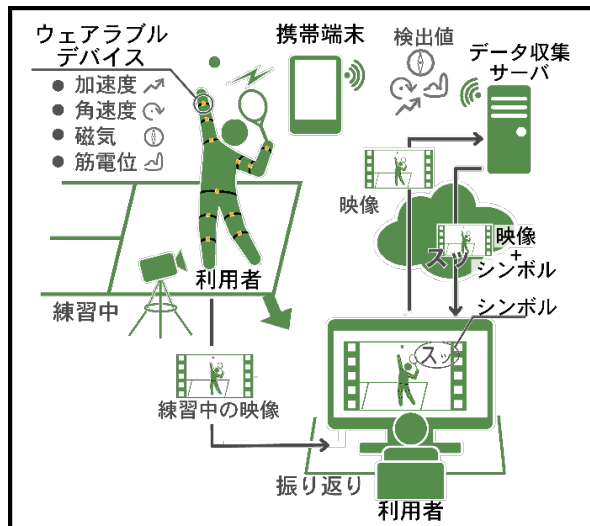 ウェアラブル
デバイス
● 加速度
● 角速度
● 磁気
● 筋電位
携帯端末
検出値
データ収集
サーバ
映像
スッ
映像
+
シンボル
シンボル
スッ
利用者
練習中
練習中の映像
振り返り
利用者